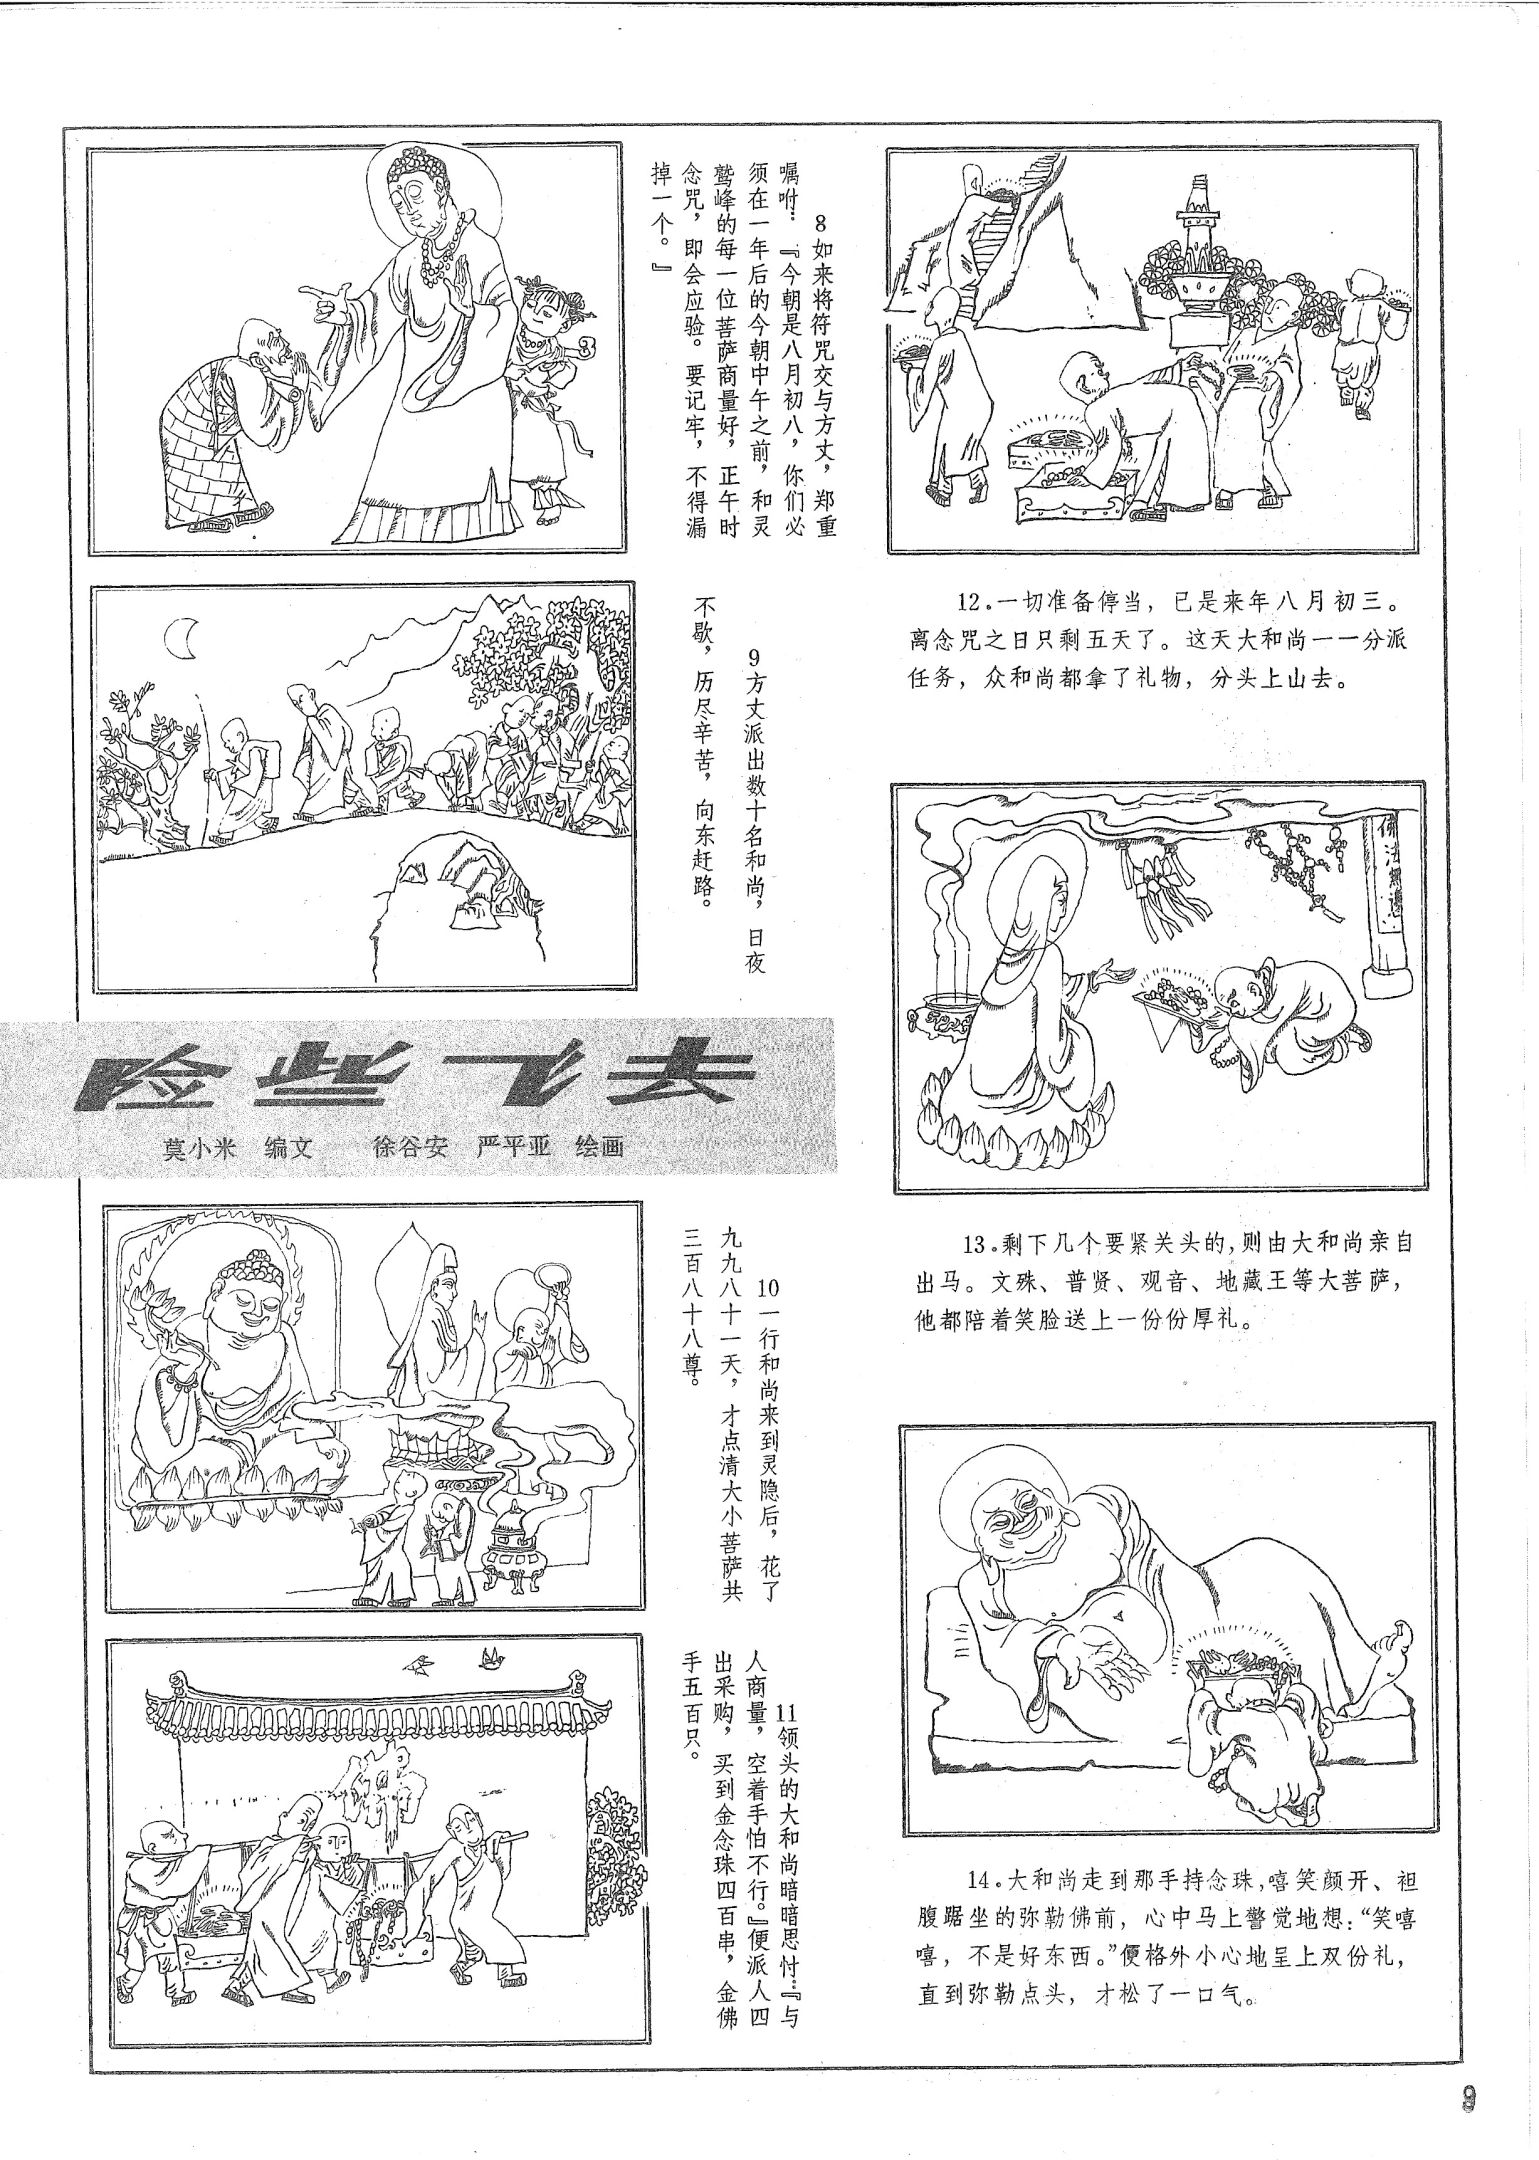 8如来将符咒交与方丈，郑重
嘱咐：『今朝是八月初八，你们必
须在一年后的今朝中午之前，和灵
鹫峰的每一位菩萨商量好，正午时
念咒，即会应验。要记牢，不得漏
掉一个。』
9方丈派出数十名和尚，日夜
不歇，历尽辛苦，向东赶路。
险些飞去
莫小米 编文 徐谷安 严平亚 绘画
10一行和尚来到灵隐后，花了
九九八十一天，才点清大小菩萨共
三百八十八尊。
11领头的大和尚暗暗思忖：『与
人商量，空着手怕不行。』便派人四
出采购，买到金念珠四百串，金佛
手五百只。
12。一切准备停当，已是来年八月初三。
离念咒之日只剩五天了。这天大和尚一一分派
任务，众和尚都拿了礼物，分头上山去。
佛法無邊
13。剩下几个要紧关头的，则由大和尚亲自
出马。文殊、普贤、观音、地藏王等大菩萨，
他都陪着笑脸送上一份份厚礼。
14。大和尚走到那手持念珠，嘻笑颜开、袒
腹踞坐的弥勒佛前，心中马上警觉地想：“笑嘻
嘻，不是好东西。”便格外小心地呈上双份礼，
直到弥勒点头，才松了一口气。
9